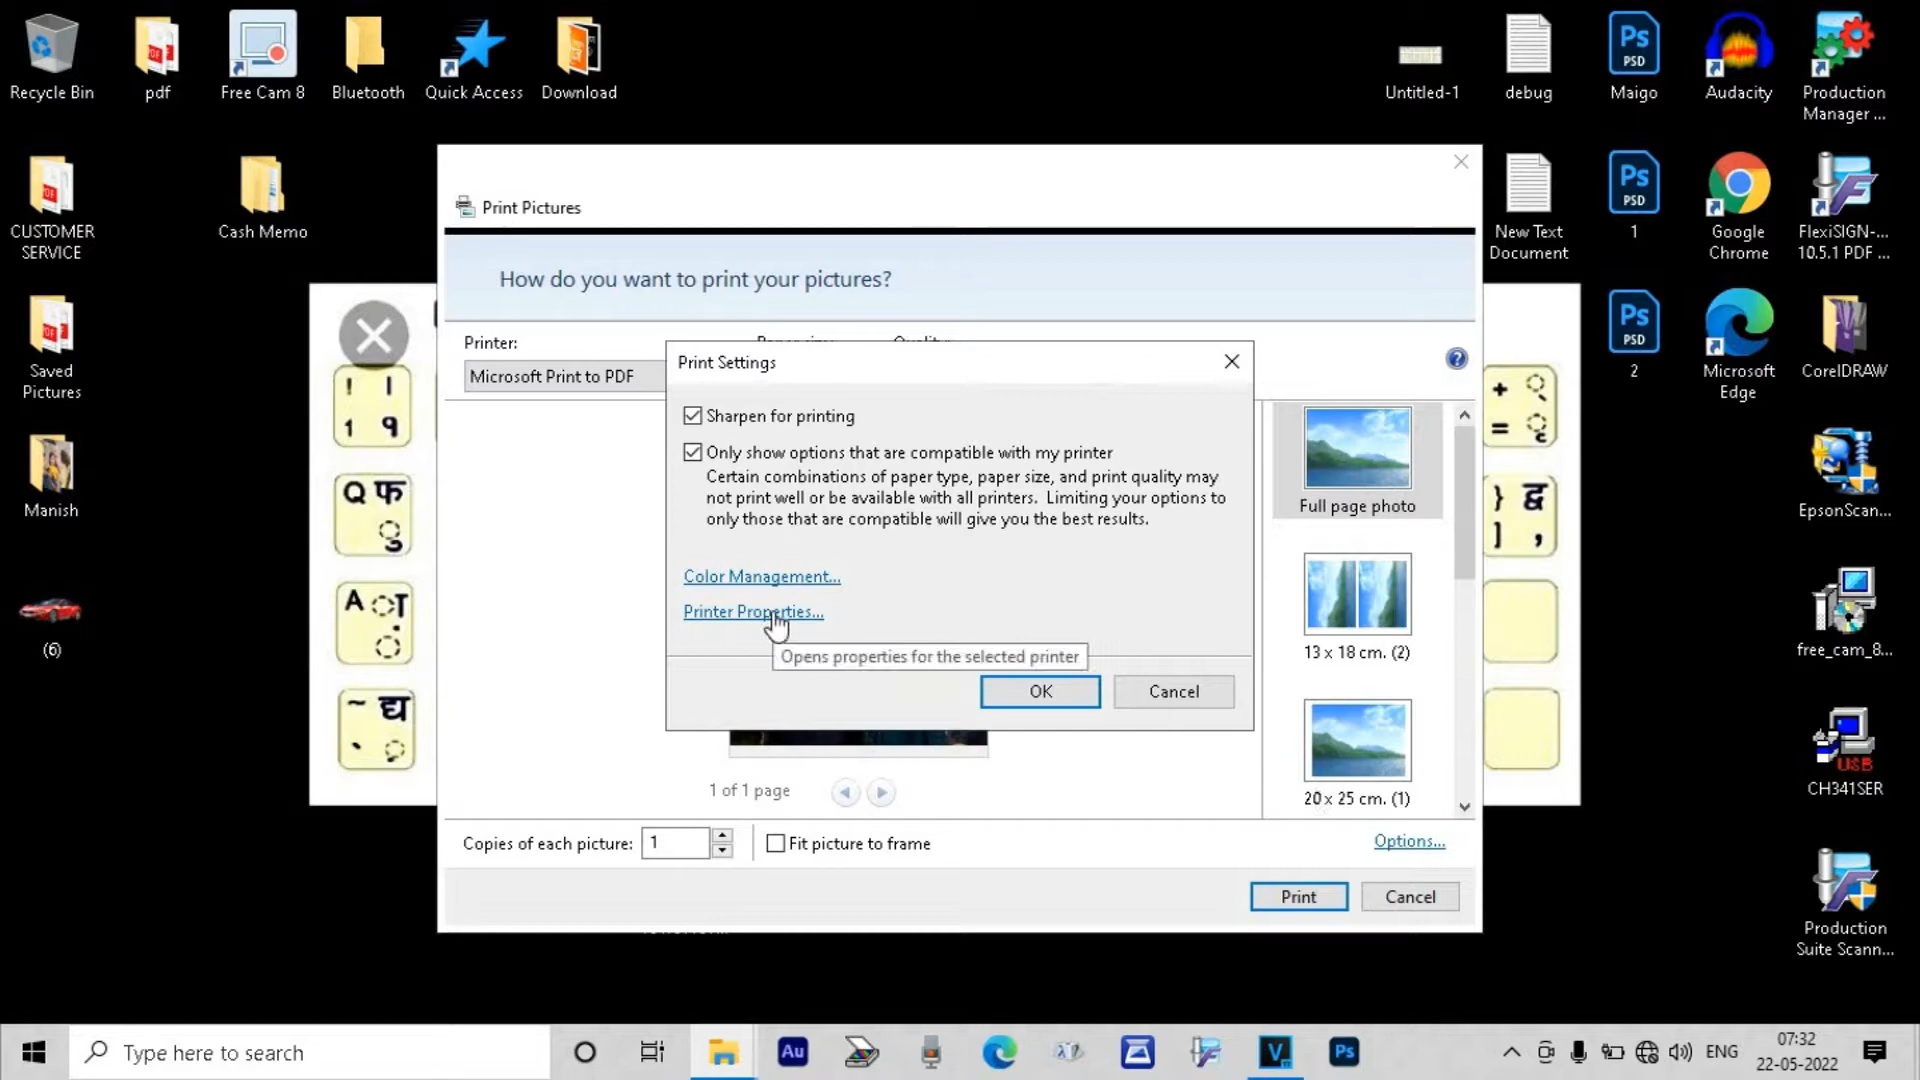 Recycle Bin
pdf
Free Cam 8
Bluetooth
Quick Access
Download
Untitled-1
debug
Maigo
Audacity
Production
Manager ...
CUSTOMER
SERVICE
Cash Memo
New Text
Document
1
Google
Chrome
FlexiSIGN-...
10.5.1 PDF ...
Saved
Pictures
2
Microsoft
Edge
CorelDRAW
Manish
EpsonScan...
(6)
free_cam_8...
CH341SER
Production
Suite Scann...
Print Pictures
How do you want to print your pictures?
Printer:
Microsoft Print to PDF
Print Settings
Sharpen for printing
Only show options that are compatible with my printer
Certain combinations of paper type, paper size, and print quality may
not print well or be available with all printers. Limiting your options to
only those that are compatible will give you the best results.
Color Management...
Printer Properties...
Opens properties for the selected printer
OK
Cancel
Full page photo
13 x 18 cm. (2)
20 x 25 cm. (1)
1 of 1 page
Copies of each picture: 1
Fit picture to frame
Options...
Print
Cancel
! ।
1 १
Q फ
ु
A ा
ं
~ द्य
+ ृ
=
} द्व
] ,
Type here to search
Au
V
Ps
ENG
07:32
22-05-2022